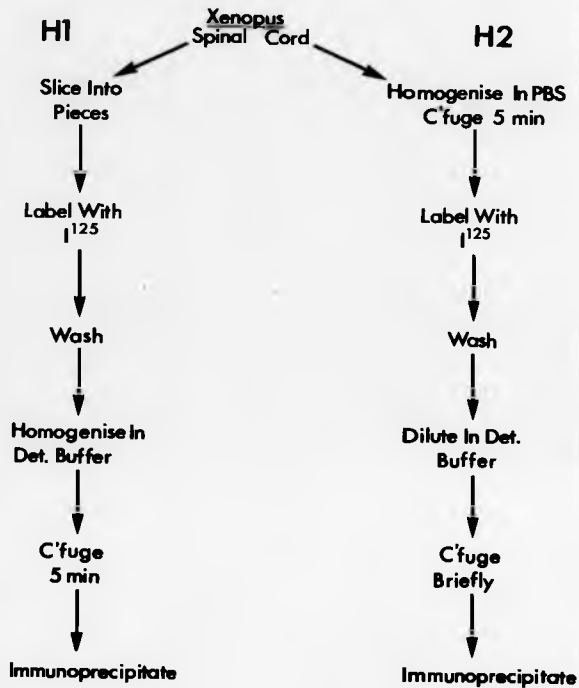 H1
Xenopus
Spinal Cord
H2
Slice Into
Pieces
Label With
I¹²⁵
Wash
Homogenise In
Det. Buffer
C'fuge
5 min
Immunoprecipitate
Homogenise In PBS
C'fuge 5 min
Label With
I¹²⁵
Wash
Dilute In Det.
Buffer
C'fuge
Briefly
Immunoprecipitate